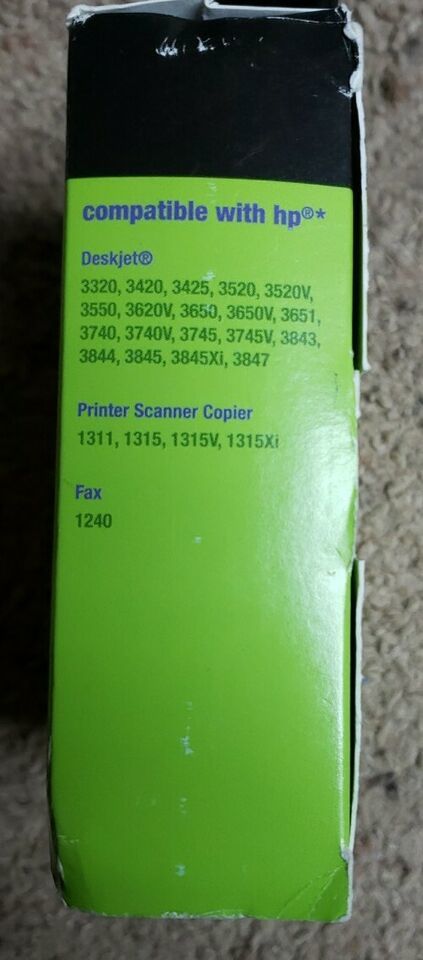 compatible with hp®*
Deskjet®
3320, 3420, 3425, 3520, 3520V,
3550, 3620V, 3650, 3650V, 3651,
3740, 3740V, 3745, 3745V, 3843,
3844, 3845, 3845Xi, 3847
Printer Scanner Copier
1311, 1315, 1315V, 1315Xi
Fax
1240